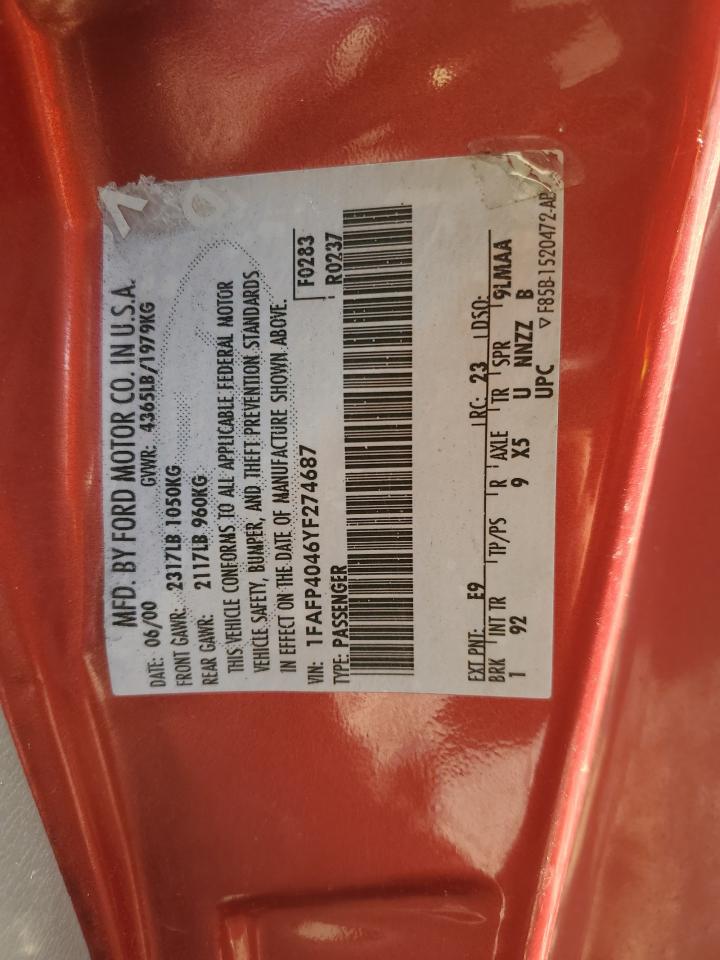 MFD. BY FORD MOTOR CO. IN U.S.A.
DATE: 06/00 GVWR: 4365LB/1979KG
FRONT GAWR: 2317LB 1050KG
REAR GAWR: 2117LB 960KG
THIS VEHICLE CONFORMS TO ALL APPLICABLE FEDERAL MOTOR
VEHICLE SAFETY, BUMPER, AND THEFT PREVENTION STANDARDS
IN EFFECT ON THE DATE OF MANUFACTURE SHOWN ABOVE.
VIN: 1FAFP4046YF274687 F0283
TYPE: PASSENGER R0237
EXT PNT: E9 RC: 23 DSO:
BRK INT TR TP/PS R AXLE TR SPR 9LMAA
1 92 9 X5 U NNZZ B
UPC ▽F85B-1520472-AB